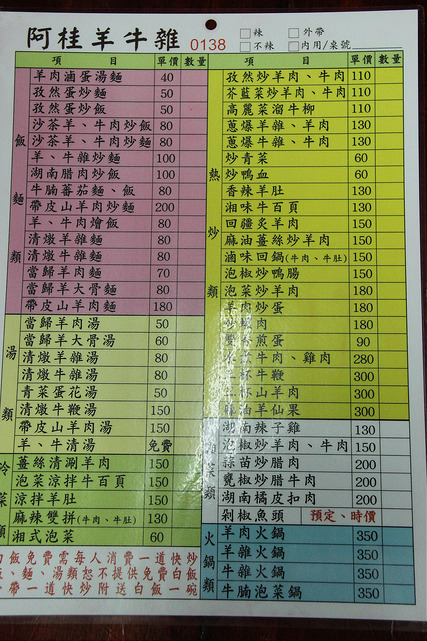 阿桂羊牛雜 0138
辣 外帶
不辣 內用/桌號
項 目 單價 數量
飯麵類
羊肉滷蛋湯麵 40
孜然蛋炒麵 50
孜然蛋炒飯 50
沙茶羊、牛肉炒飯 80
沙茶羊、牛肉炒麵 80
羊、牛雜炒麵 100
湖南腊肉炒飯 100
牛腩蕃茄麵、飯 80
帶皮山羊肉炒麵 200
羊、牛肉燴飯 80
清燉羊雜麵 80
清燉牛雜麵 80
當歸羊肉麵 70
當歸羊大骨麵 80
帶皮山羊肉麵 180
湯類
當歸羊肉湯 50
當歸羊大骨湯 60
清燉羊雜湯 80
清燉牛雜湯 80
青菜蛋花湯 50
清燉牛鞭湯 150
帶皮山羊肉湯 150
羊、牛清湯 免費
冷菜類
薑絲清涮羊肉 150
泡菜涼拌牛百頁 150
涼拌羊肚 150
麻辣雙拼(牛肉、牛肚) 130
湘式泡菜 60
白飯免費需每人消費一道快炒
、麵、湯類恕不提供免費白飯
帶一道快炒附送白飯一碗
項 目 單價 數量
熱炒類
孜然炒羊肉、牛肉 110
芥藍菜炒羊肉、牛肉 110
高麗菜溜牛柳 110
蔥爆羊雜、羊肉 130
蔥爆牛雜、牛肉 130
炒青菜 60
炒鴨血 60
香辣羊肚 130
湘味牛百頁 130
回疆炙羊肉 150
麻油薑絲炒羊肉 150
滷味回鍋(牛肉、牛肚) 150
泡椒炒鴨腸 150
泡菜炒羊肉 180
羊肉炒蛋 180
肉 180
煎蛋 90
牛肉、雞肉 280
杯牛鞭 300
杯山羊肉 300
油羊仙果 300
菜類
湖南辣子雞 130
泡椒炒羊肉、牛肉 150
蒜苗炒腊肉 200
甕椒炒腊牛肉 200
湖南橘皮扣肉 200
剁椒魚頭 預定、時價
火鍋類
羊肉火鍋 350
羊雜火鍋 350
牛雜火鍋 350
牛腩泡菜鍋 350